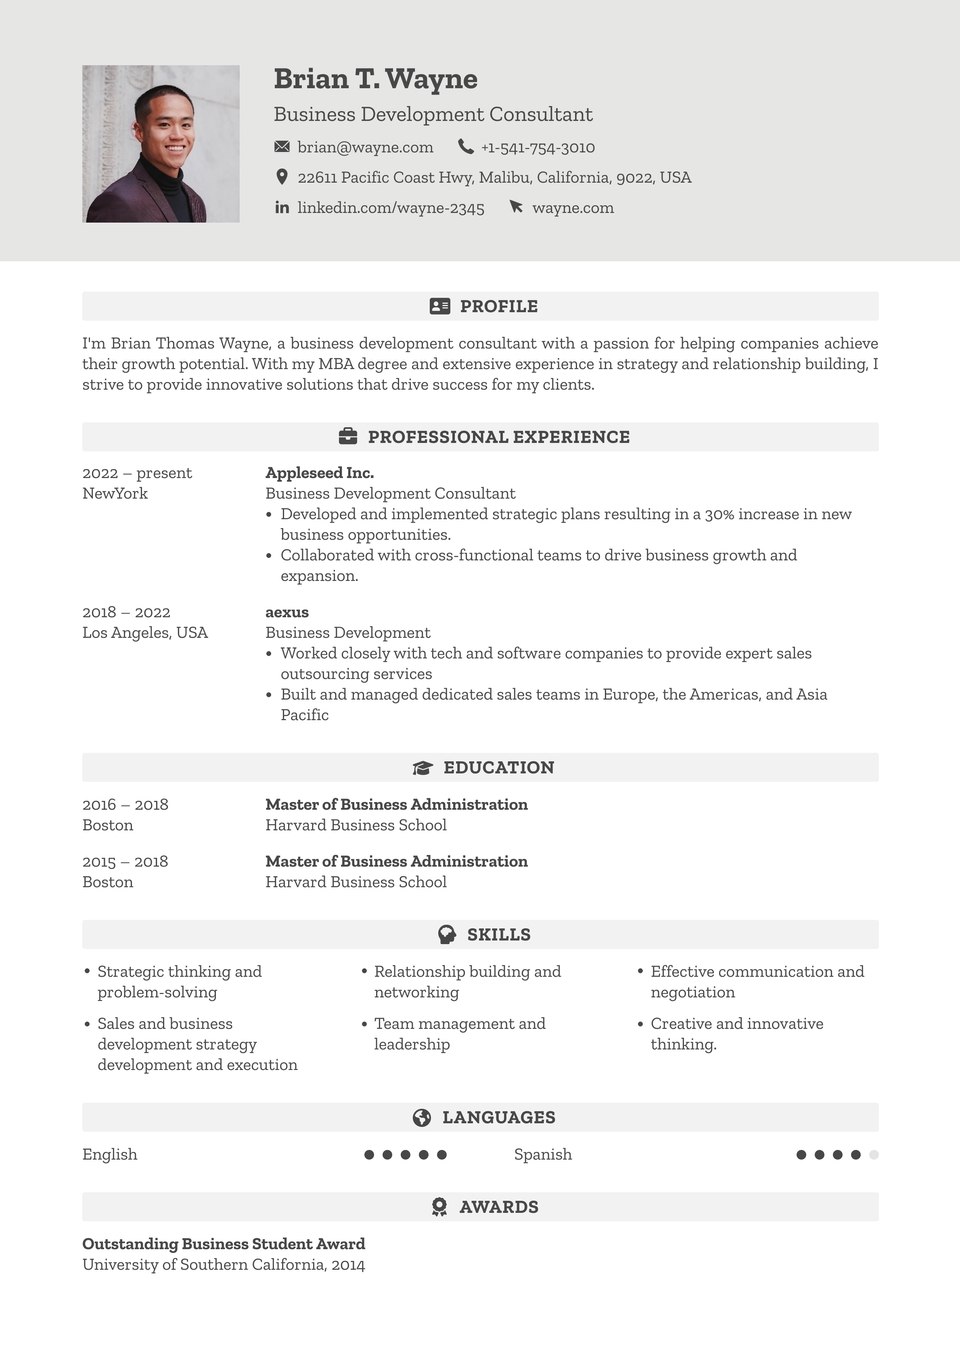 Brian T. Wayne
Business Development Consultant
brian@wayne.com +1-541-754-3010
22611 Pacific Coast Hwy, Malibu, California, 9022, USA
linkedin.com/wayne-2345 wayne.com
PROFILE
I'm Brian Thomas Wayne, a business development consultant with a passion for helping companies achieve
their growth potential. With my MBA degree and extensive experience in strategy and relationship building, I
strive to provide innovative solutions that drive success for my clients.
PROFESSIONAL EXPERIENCE
2022 – present
NewYork
Appleseed Inc.
Business Development Consultant
• Developed and implemented strategic plans resulting in a 30% increase in new
business opportunities.
• Collaborated with cross-functional teams to drive business growth and
expansion.
2018 – 2022
Los Angeles, USA
aexus
Business Development
• Worked closely with tech and software companies to provide expert sales
outsourcing services
• Built and managed dedicated sales teams in Europe, the Americas, and Asia
Pacific
EDUCATION
2016 – 2018
Boston
Master of Business Administration
Harvard Business School
2015 – 2018
Boston
Master of Business Administration
Harvard Business School
SKILLS
• Strategic thinking and
problem-solving
• Relationship building and
networking
• Effective communication and
negotiation
• Sales and business
development strategy
development and execution
• Team management and
leadership
• Creative and innovative
thinking.
LANGUAGES
English
Spanish
AWARDS
Outstanding Business Student Award
University of Southern California, 2014